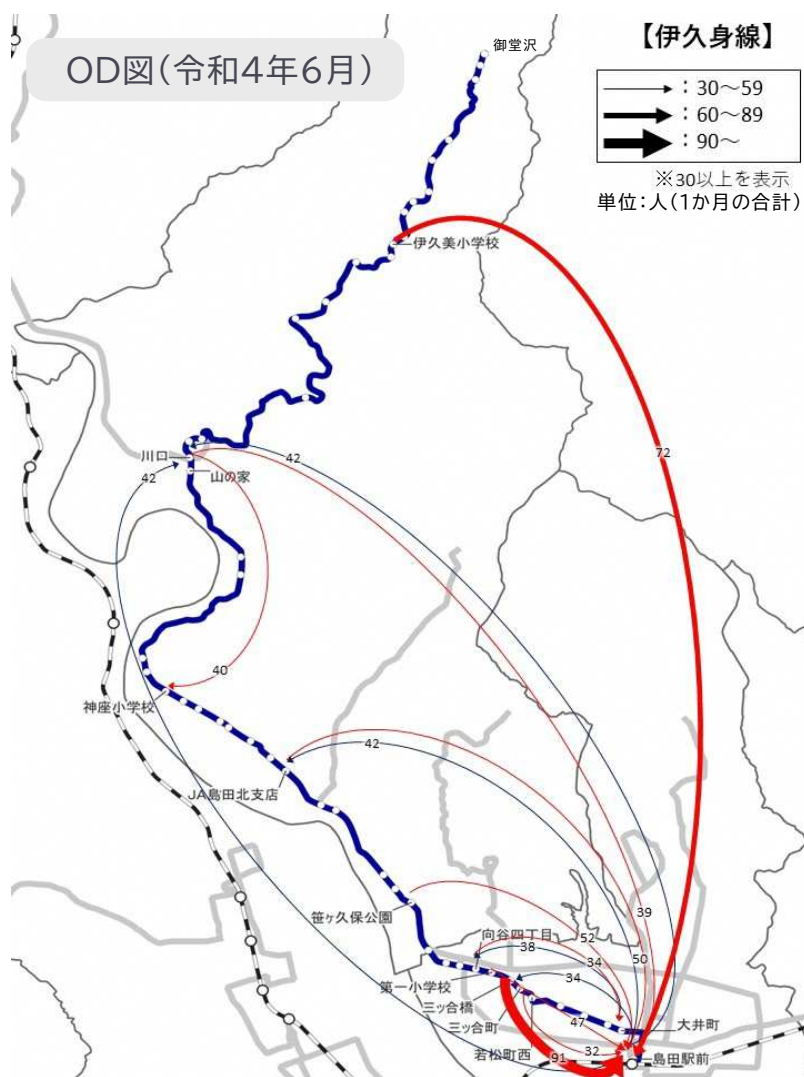 OD図(令和4年6月)
御堂沢
【伊久身線】
:30～59
:60～89
:90～
※30以上を表示
単位:人(1か月の合計)
伊久美小学校
72
川口
42
42
山の家
40
神座小学校
42
JA島田北支店
39
笹ヶ久保公園
52
向谷四丁目
38
34
50
第一小学校
34
三ッ合橋
三ッ合町
47
大井町
若松町西
91
32
島田駅前